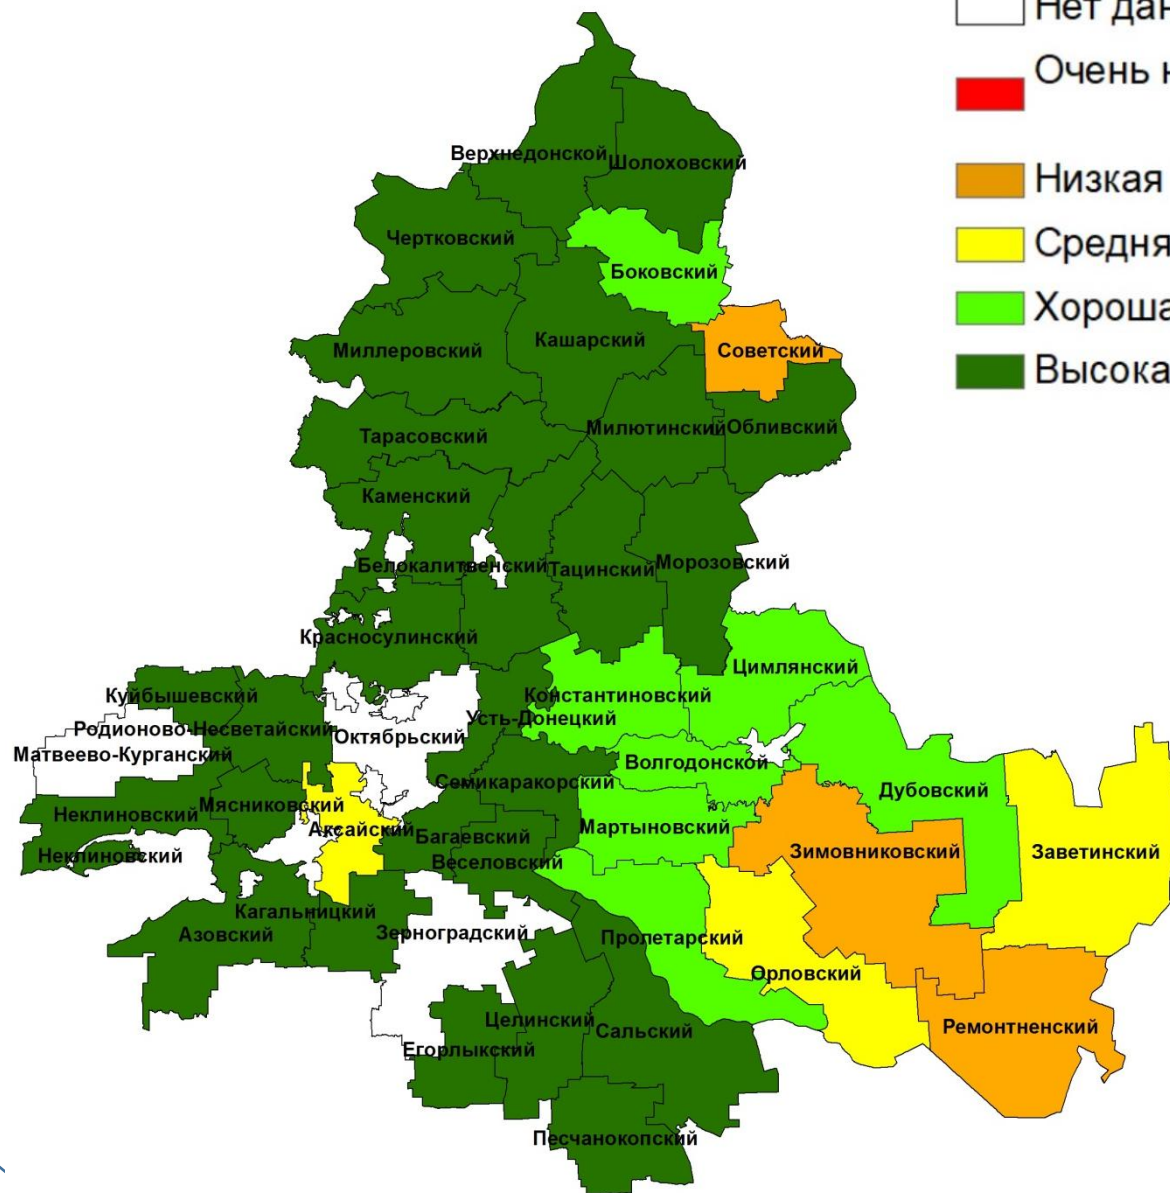 Нет дан
Очень н
Низкая
Средня
Хороша
Высока
Верхнедонской
Шолоховский
Чертковский
Боковский
Миллеровский
Кашарский
Советский
Тарасовский
Милютинский
Обливский
Каменский
Белокалитвенский
Тацинский
Морозовский
Красносулинский
Цимлянский
Куйбышевский
Константиновский
Родионово-Несветайский
Усть-Донецкий
Октябрьский
Матвеево-Курганский
Волгодонской
Семикаракорский
Дубовский
Мясниковский
Неклиновский
Аксайский
Мартыновский
Багаевский
Зимовниковский
Заветинский
Неклиновский
Веселовский
Кагальницкий
Азовский
Зерноградский
Пролетарский
Орловский
Целинский
Сальский
Ремонтненский
Егорлыкский
Песчанокопский